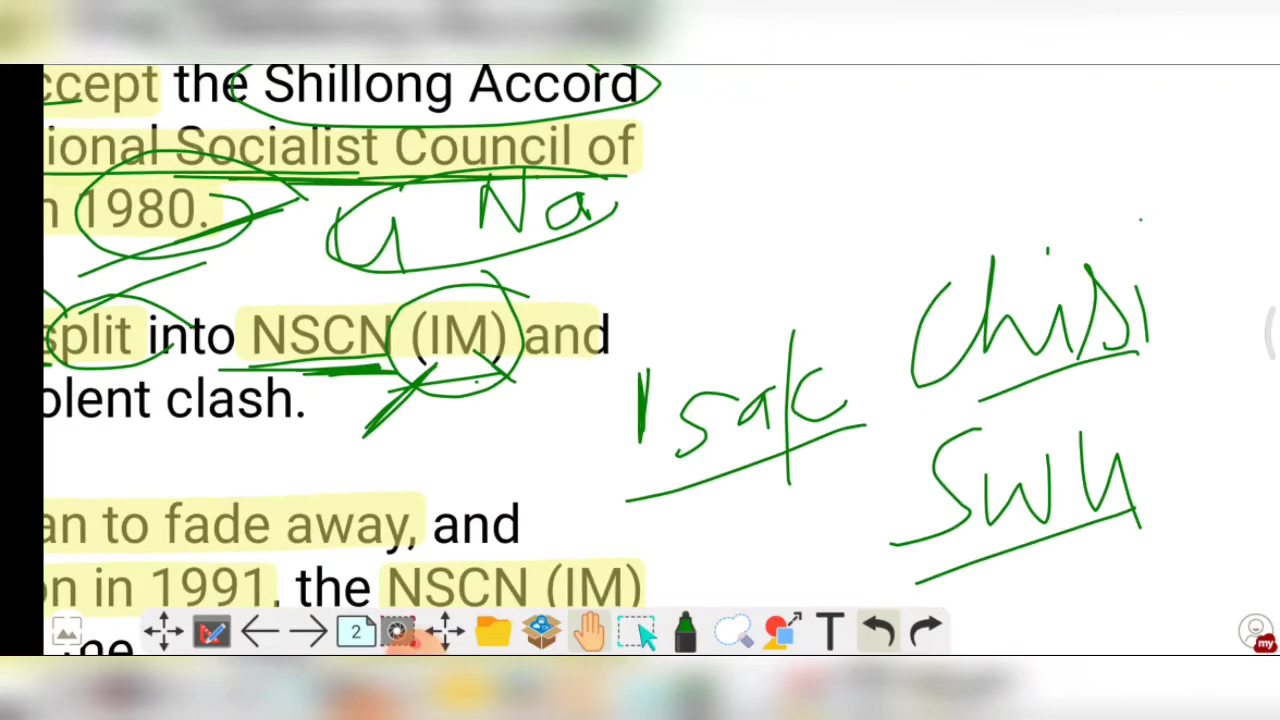 ccept the Shillong Accord
ional Socialist Council of
n 1980.
U Na
split into NSCN (IM) and
olent clash.
Isak Chisi
Swu
an to fade away, and
on in 1991, the NSCN (IM)
2
T
my